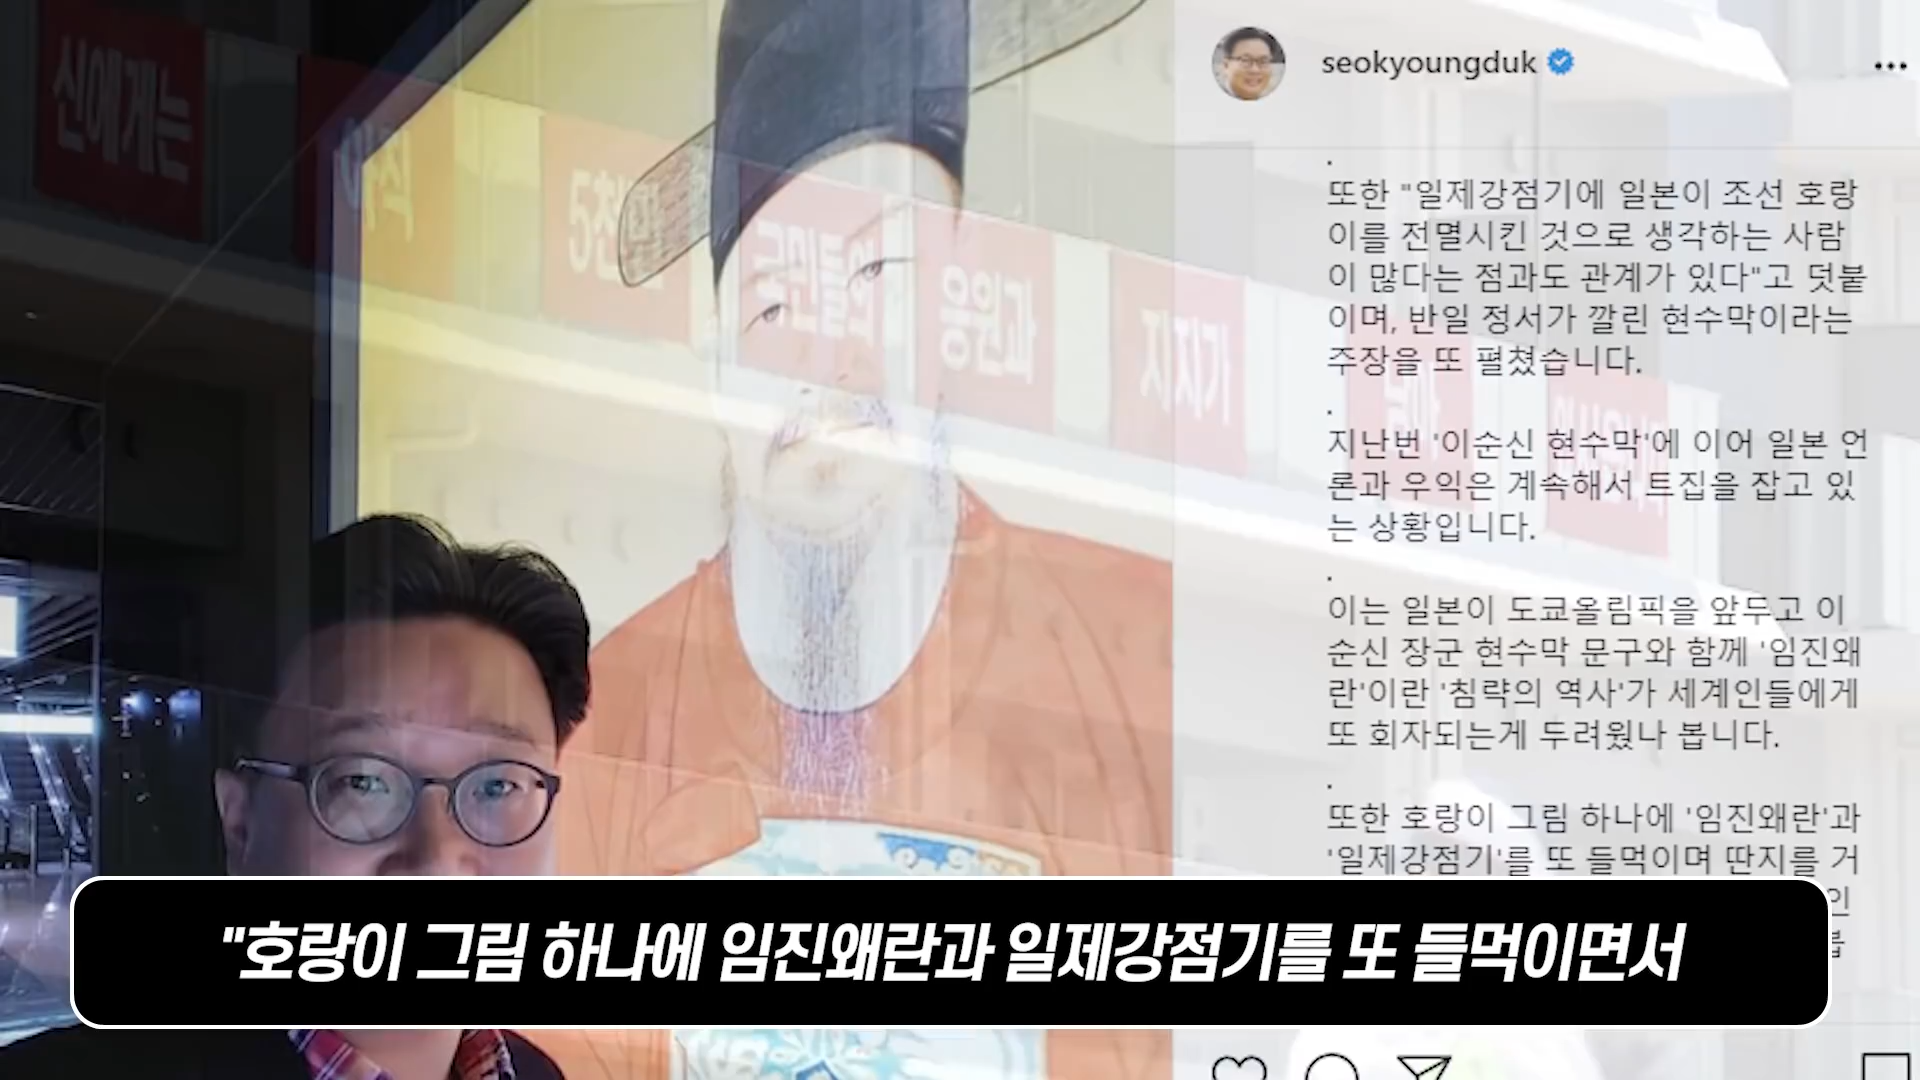 신에게는
5천만
국민들의
응원과
지지가
seokyoungduk
또한 "일제강점기에 일본이 조선 호랑
이를 전멸시킨 것으로 생각하는 사람
이 많다는 점과도 관계가 있다"고 덧붙
이며, 반일 정서가 깔린 현수막이라는
주장을 또 펼쳤습니다.
.
지난번 '이순신 현수막'에 이어 일본 언
론과 우익은 계속해서 트집을 잡고 있
는 상황입니다.
.
이는 일본이 도쿄올림픽을 앞두고 이
순신 장군 현수막 문구와 함께 '임진왜
란'이란 '침략의 역사'가 세계인들에게
또 회자되는게 두려웠나 봅니다.
.
또한 호랑이 그림 하나에 '임진왜란'과
'일제강점기'를 또 들먹이며 딴지를 거
인
"호랑이 그림 하나에 임진왜란과 일제강점기를 또 들먹이면서